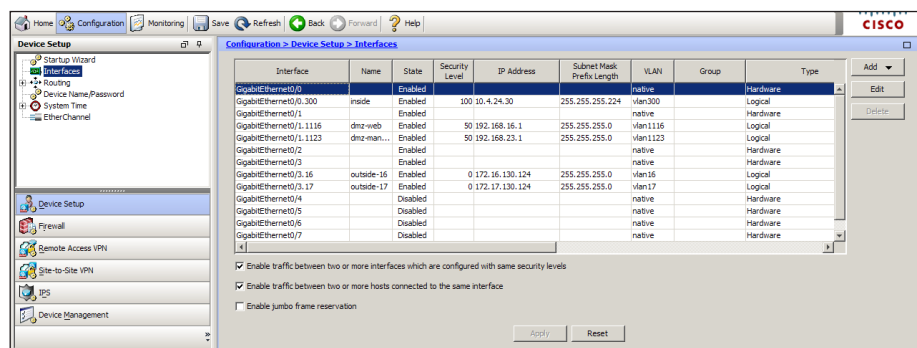 Home Configuration Monitoring Save Refresh Back Forward Help
CISCO
Device Setup
Startup Wizard
Interfaces
Routing
Device Name/Password
System Time
EtherChannel
Device Setup
Firewall
Remote Access VPN
Site-to-Site VPN
IPS
Device Management
Configuration > Device Setup > Interfaces
Interface Name State Security Level IP Address Subnet Mask Prefix Length VLAN Group Type
GigabitEthernet0/0 Enabled native Hardware
GigabitEthernet0/0.300 inside Enabled 100 10.4.24.30 255.255.255.224 vlan300 Logical
GigabitEthernet0/1 Enabled native Hardware
GigabitEthernet0/1.1116 dmz-web Enabled 50 192.168.16.1 255.255.255.0 vlan1116 Logical
GigabitEthernet0/1.1123 dmz-man... Enabled 50 192.168.23.1 255.255.255.0 vlan1123 Logical
GigabitEthernet0/2 Enabled native Hardware
GigabitEthernet0/3 Enabled native Hardware
GigabitEthernet0/3.16 outside-16 Enabled 0 172.16.130.124 255.255.255.0 vlan16 Logical
GigabitEthernet0/3.17 outside-17 Enabled 0 172.17.130.124 255.255.255.0 vlan17 Logical
GigabitEthernet0/4 Disabled native Hardware
GigabitEthernet0/5 Disabled native Hardware
GigabitEthernet0/6 Disabled native Hardware
GigabitEthernet0/7 Disabled native Hardware
Add
Edit
Delete
Enable traffic between two or more interfaces which are configured with same security levels
Enable traffic between two or more hosts connected to the same interface
Enable jumbo frame reservation
Apply Reset